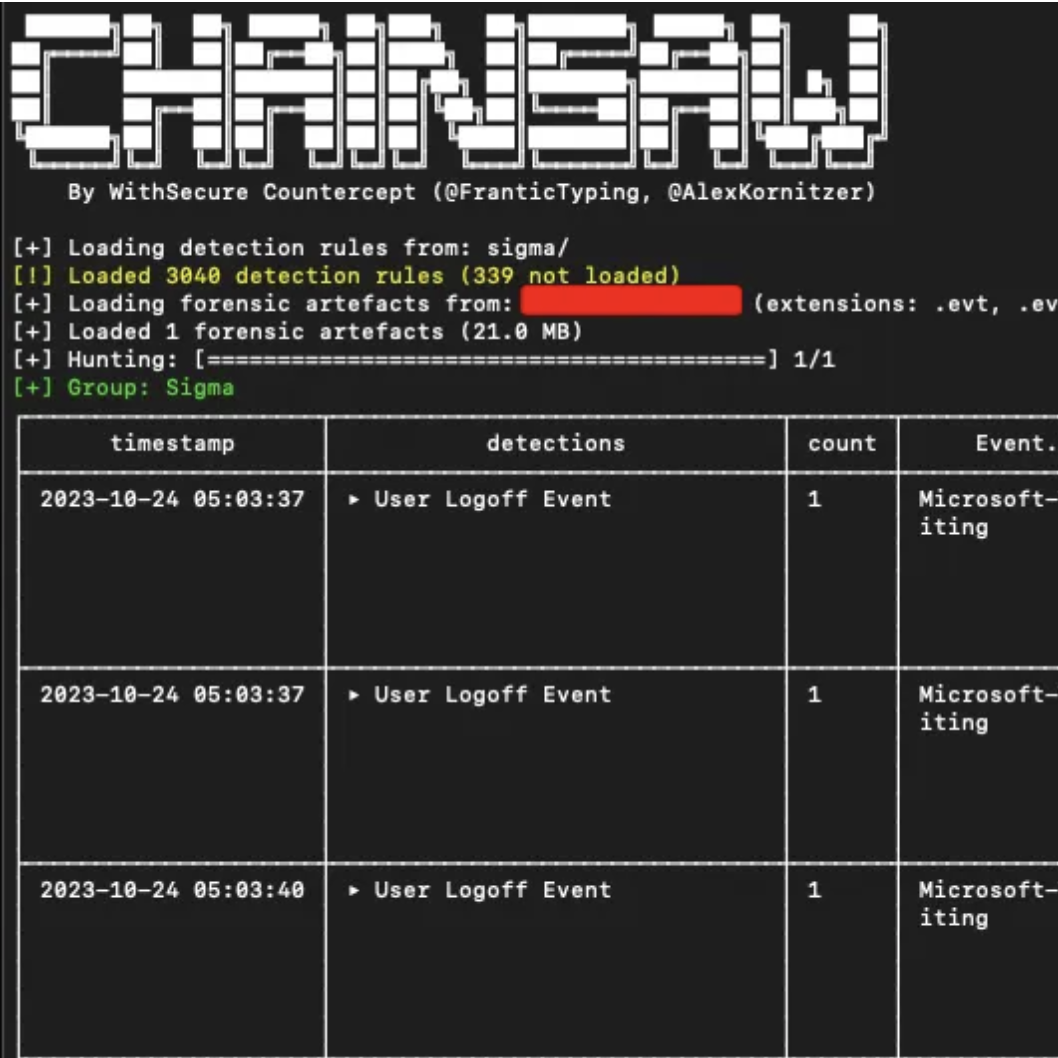 CHAINSAW
By WithSecure Countercept (@FranticTyping, @AlexKornitzer)
[+] Loading detection rules from: sigma/
[!] Loaded 3040 detection rules (339 not loaded)
[+] Loading forensic artefacts from: (extensions: .evt, .ev
[+] Loaded 1 forensic artefacts (21.0 MB)
[+] Hunting: [========================================] 1/1
[+] Group: Sigma
timestamp detections count Event.
2023-10-24 05:03:37 ‣ User Logoff Event 1 Microsoft-
iting
2023-10-24 05:03:37 ‣ User Logoff Event 1 Microsoft-
iting
2023-10-24 05:03:40 ‣ User Logoff Event 1 Microsoft-
iting